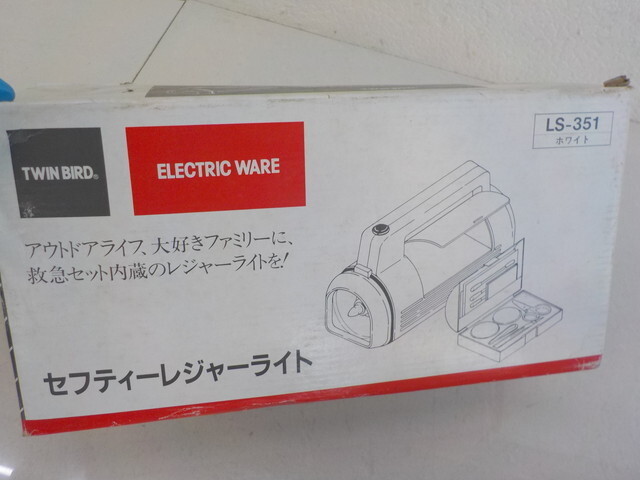 TWIN BIRD®
ELECTRIC WARE
LS-351
ホワイト
アウトドアライフ、大好きファミリーに、
救急セット内蔵のレジャーライトを!
セフティーレジャーライト